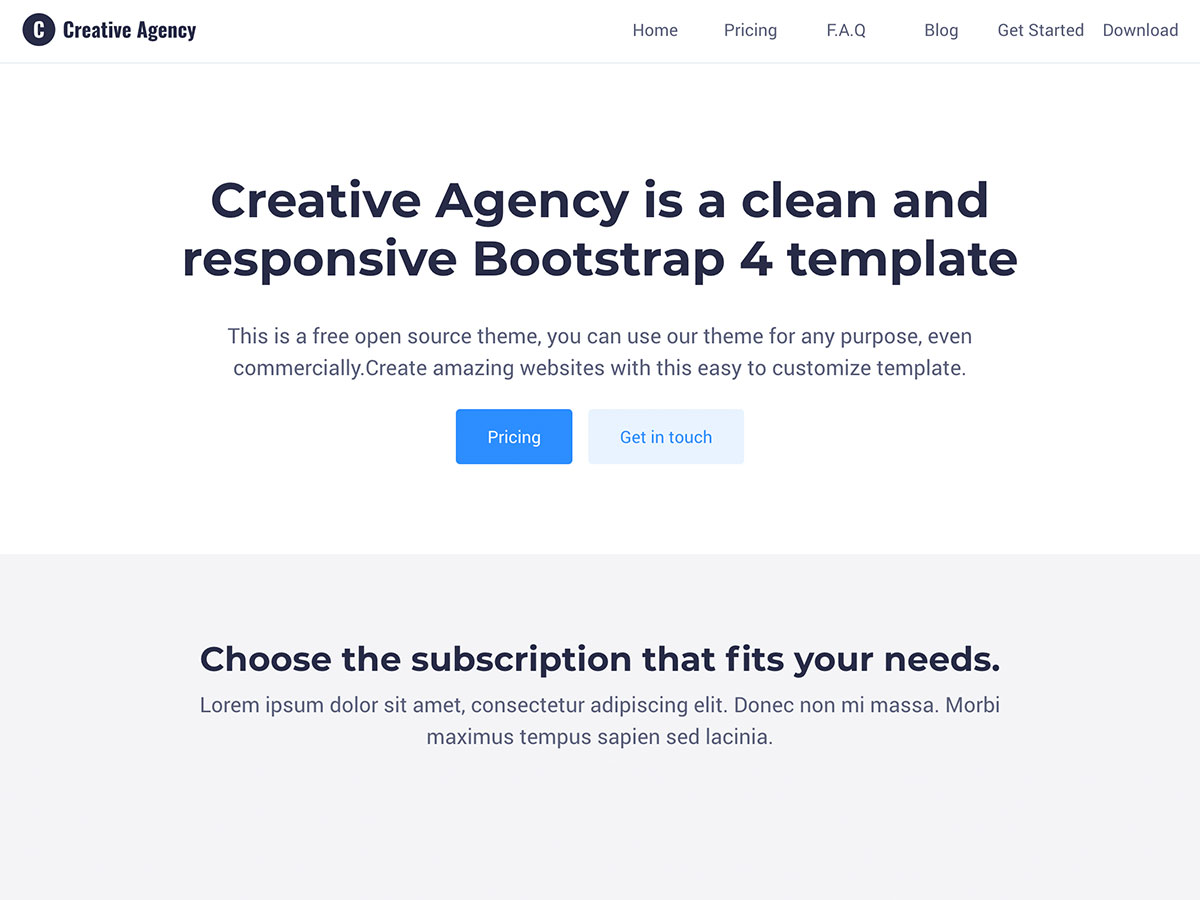 C Creative Agency
Home Pricing F.A.Q Blog Get Started Download
Creative Agency is a clean and
responsive Bootstrap 4 template
This is a free open source theme, you can use our theme for any purpose, even
commercially.Create amazing websites with this easy to customize template.
Pricing
Get in touch
Choose the subscription that fits your needs.
Lorem ipsum dolor sit amet, consectetur adipiscing elit. Donec non mi massa. Morbi
maximus tempus sapien sed lacinia.